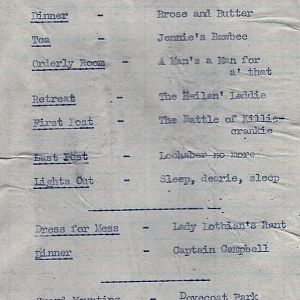 Dinner - Brose and Butter
Tea - Jennie's Bawbee
Orderly Room - A Man's a Man for
a' that
Retreat - The Heilan' Laddie
First Post - The Battle of Killie-
crankie
Last Post - Lochaber no more
Lights Out - Sleep, dearie, sleep
Dress for Mess - Lady Lothian's Rant
Dinner - Captain Campbell
Guard Mounting - Dovecoat Park